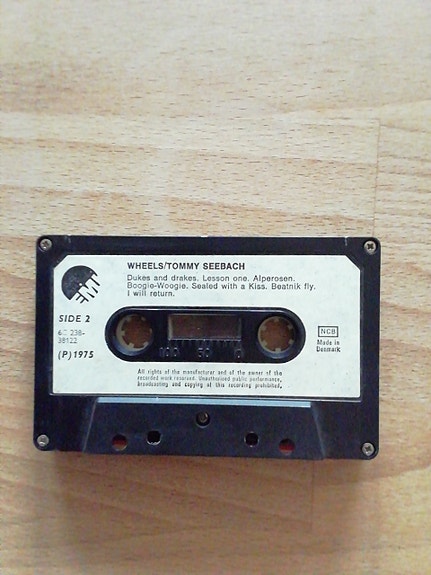 WHEELS/TOMMY SEEBACH
Dukes and drakes. Lesson one. Alperosen.
Boogie-Woogie. Sealed with a Kiss. Beatnik fly.
I will return.
EMI
SIDE 2
238-
38122
(P)1975
100 50 0
NCB
Made in
Denmark
All rights of the manufacturer and of the owner of the
recorded work reserved. Unauthorised public performance,
broadcasting and copying of this recording prohibited.